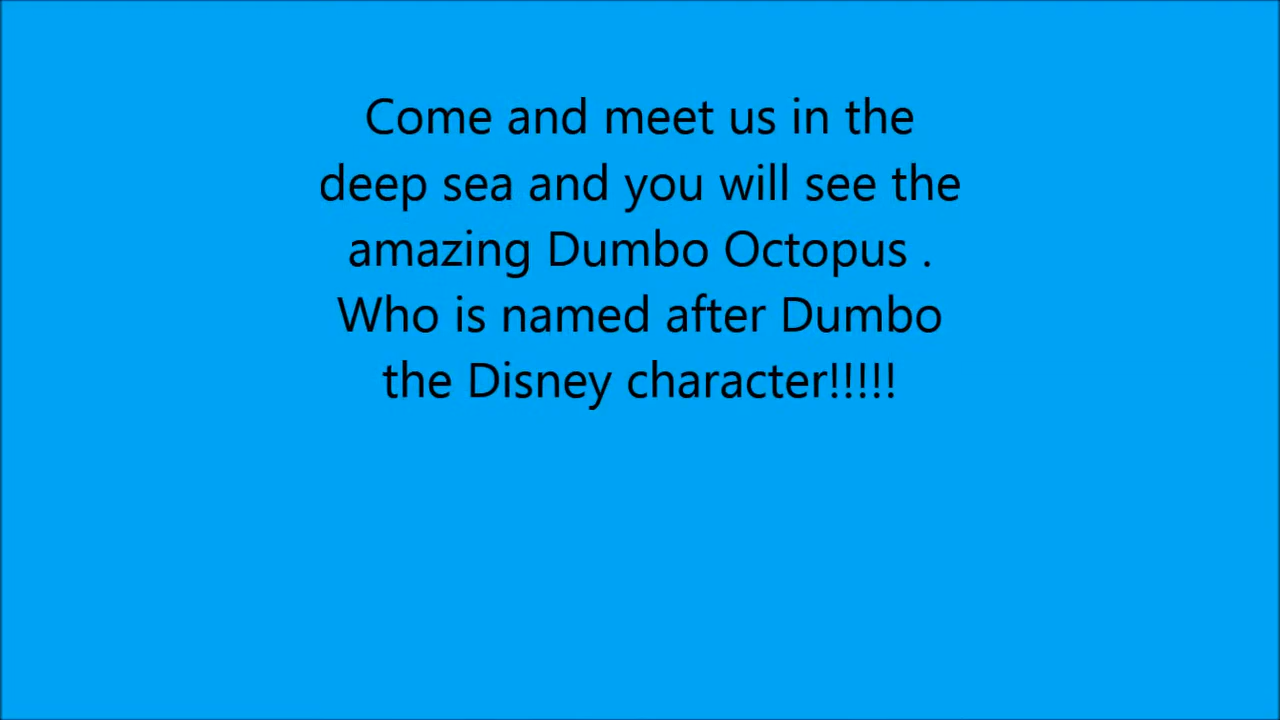 Come and meet us in the
deep sea and you will see the
amazing Dumbo Octopus .
Who is named after Dumbo
the Disney character!!!!!